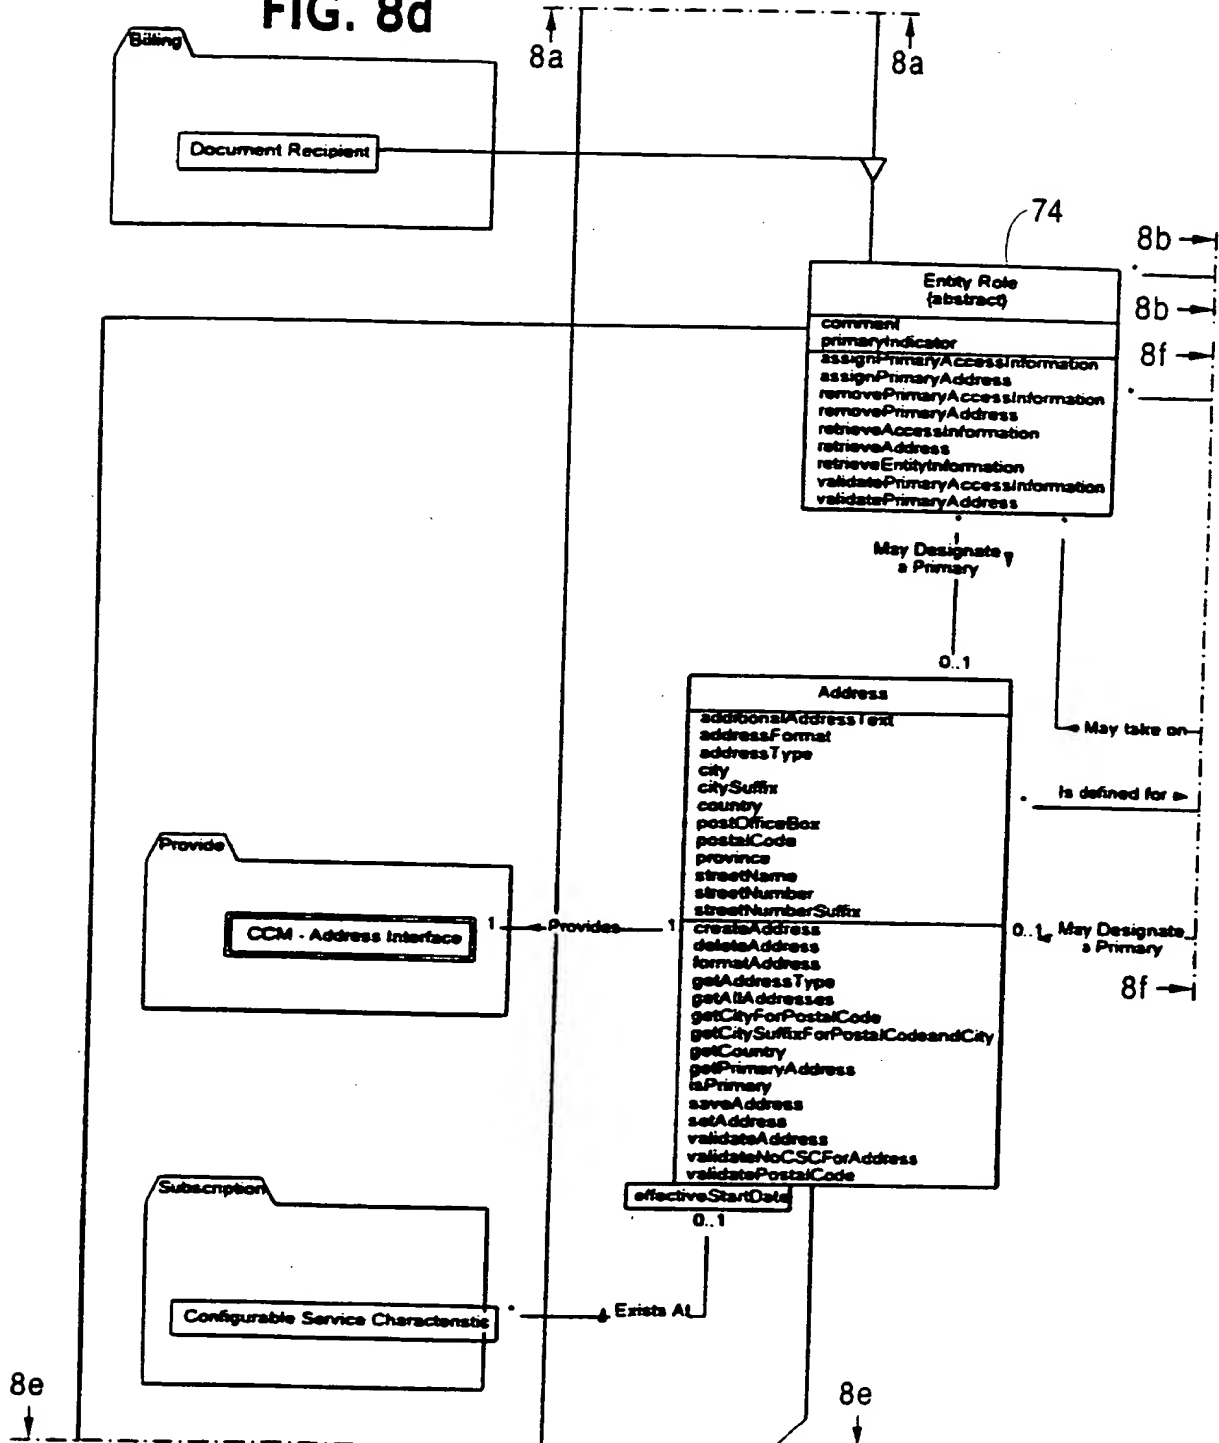 FIG. 8d
8a
8a
Billing
Document Recipient
74
8b
Entity Role
{abstract}
8b
comment
primaryIndicator
8f
assignPrimaryAccessInformation
assignPrimaryAddress
removePrimaryAccessInformation
removePrimaryAddress
retrieveAccessInformation
retrieveAddress
retrieveEntityInformation
validatePrimaryAccessInformation
validatePrimaryAddress
May Designate
a Primary
0..1
Address
additionalAddressText
addressFormat
addressType
city
citySuffix
country
postOfficeBox
postalCode
province
streetName
streetNumber
streetNumberSuffix
createAddress
deleteAddress
formatAddress
getAddressType
getAllAddresses
getCityForPostalCode
getCitySuffixForPostalCodeandCity
getCountry
getPrimaryAddress
isPrimary
saveAddress
setAddress
validateAddress
validateNoCSCForAddress
validatePostalCode
May take on
Is defined for
0..1
May Designate
a Primary
8f
Provide
CCM - Address Interface
1
Provides
1
effectiveStartDate
0..1
Subscription
Configurable Service Characteristic
*
Exists At
8e
8e